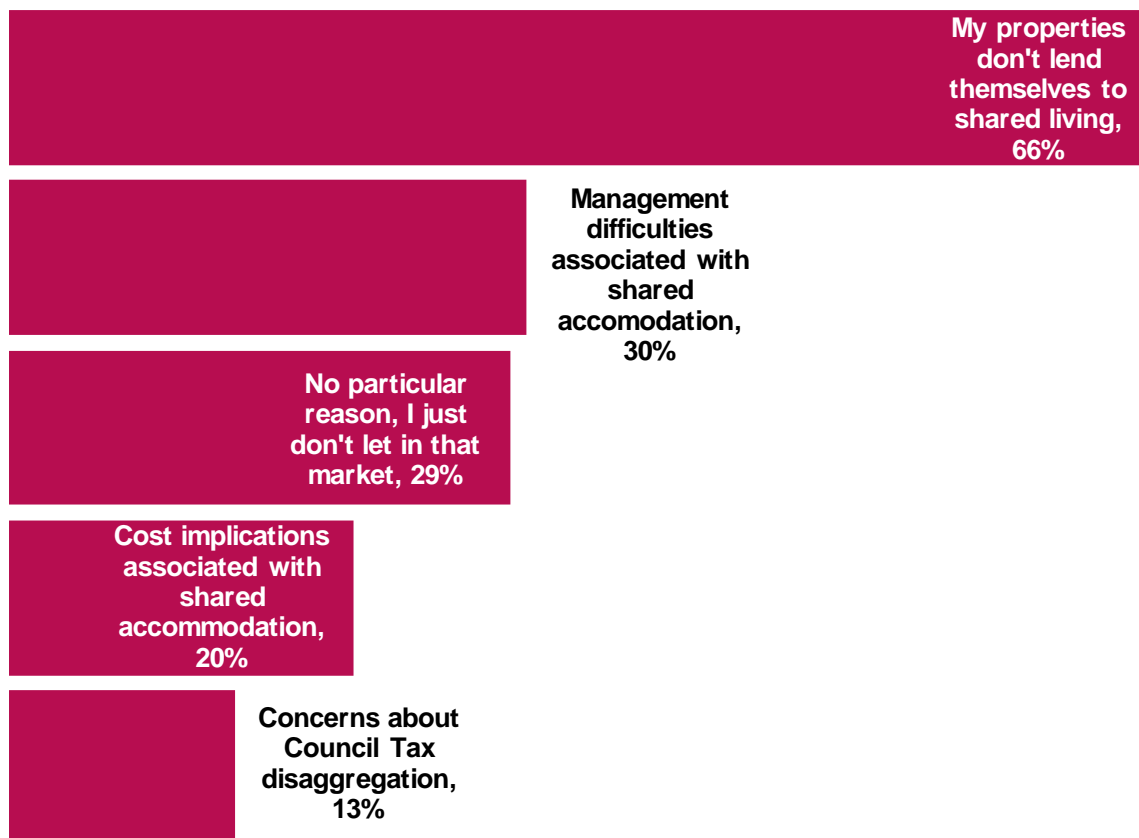 My properties
don't lend
themselves to
shared living,
66%
Management
difficulties
associated with
shared
accomodation,
30%
No particular
reason, I just
don't let in that
market, 29%
Cost implications
associated with
shared
accommodation,
20%
Concerns about
Council Tax
disaggregation,
13%